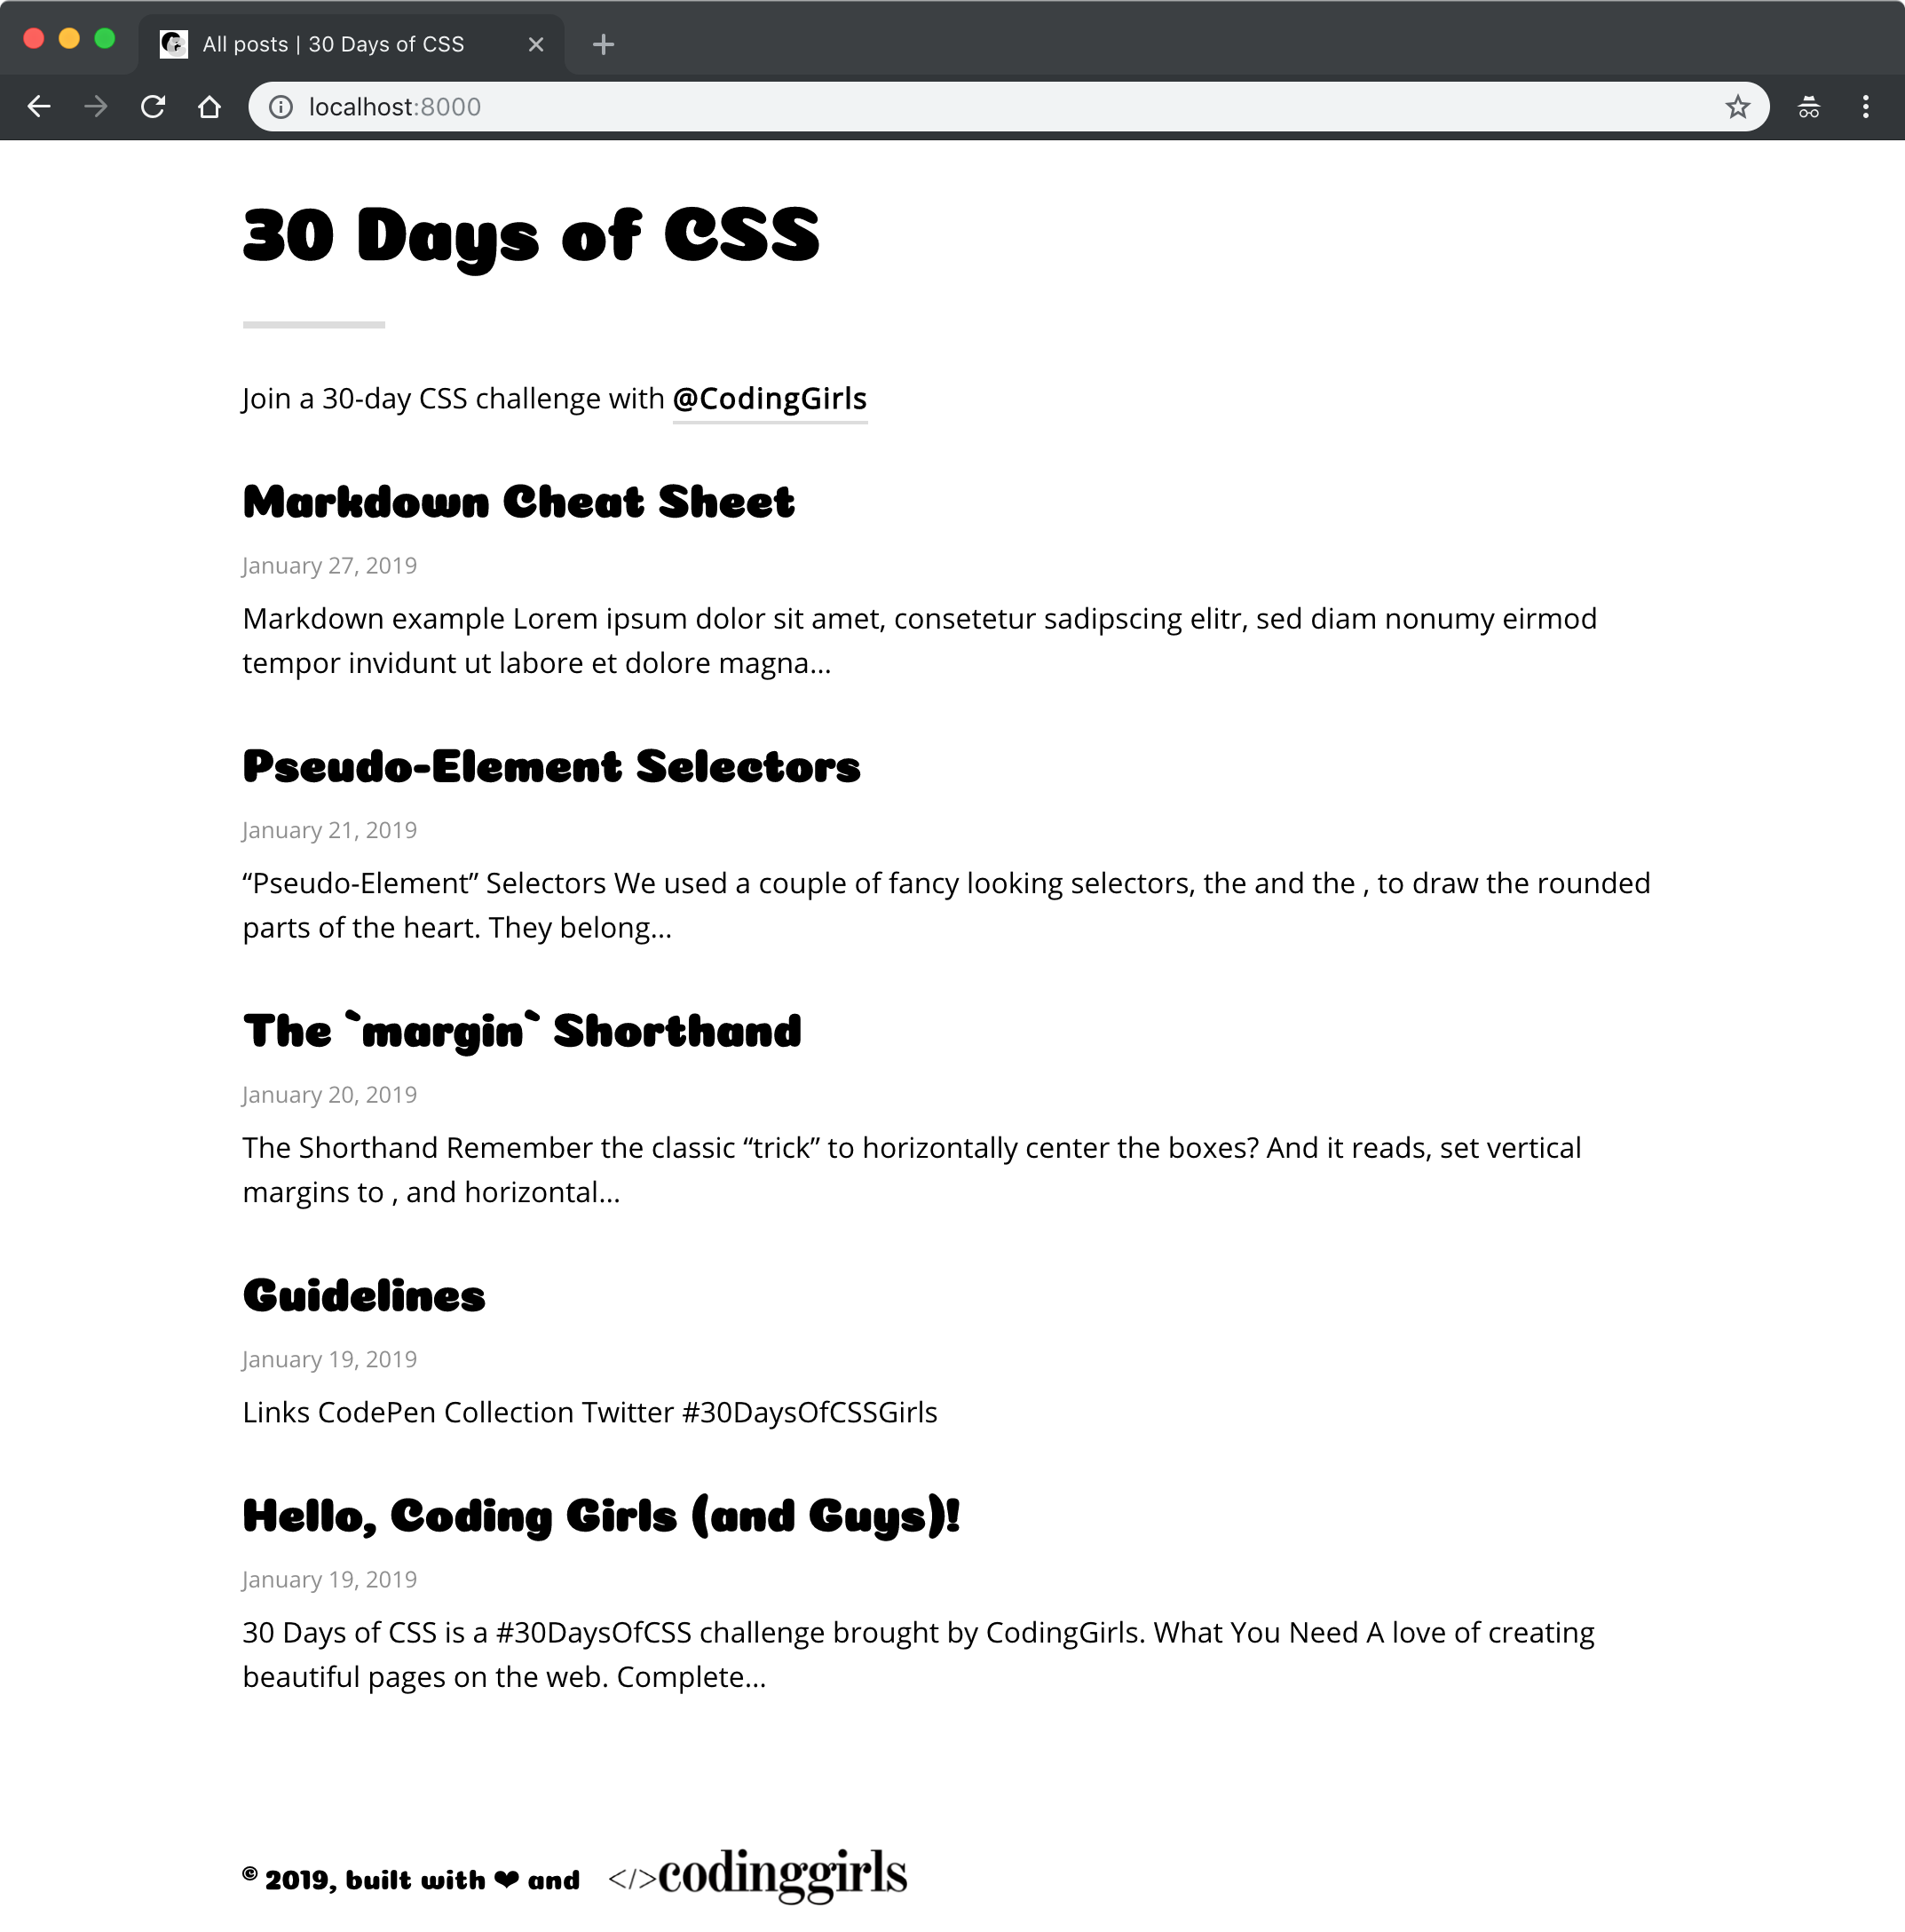 All posts | 30 Days of CSS
localhost:8000
30 Days of CSS
Join a 30-day CSS challenge with @CodingGirls
Markdown Cheat Sheet
January 27, 2019
Markdown example Lorem ipsum dolor sit amet, consetetur sadipscing elitr, sed diam nonumy eirmod
tempor invidunt ut labore et dolore magna…
Pseudo-Element Selectors
January 21, 2019
“Pseudo-Element” Selectors We used a couple of fancy looking selectors, the and the , to draw the rounded
parts of the heart. They belong…
The `margin` Shorthand
January 20, 2019
The Shorthand Remember the classic “trick” to horizontally center the boxes? And it reads, set vertical
margins to , and horizontal…
Guidelines
January 19, 2019
Links CodePen Collection Twitter #30DaysOfCSSGirls
Hello, Coding Girls (and Guys)!
January 19, 2019
30 Days of CSS is a #30DaysOfCSS challenge brought by CodingGirls. What You Need A love of creating
beautiful pages on the web. Complete…
© 2019, built with ❤ and </>codinggirls